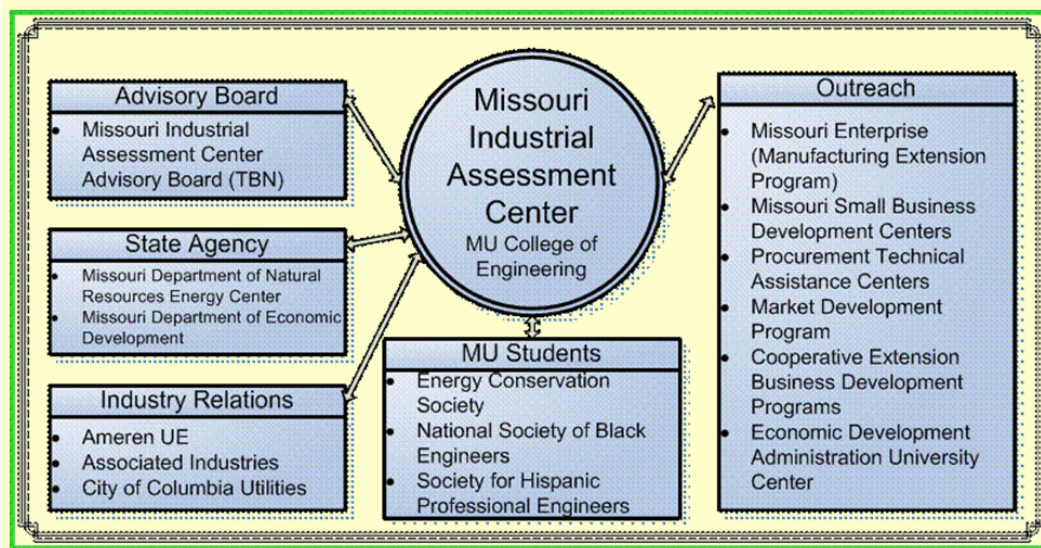 Advisory Board
• Missouri Industrial
Assessment Center
Advisory Board (TBN)
State Agency
• Missouri Department of Natural
Resources Energy Center
• Missouri Department of Economic
Development
Industry Relations
• Ameren UE
• Associated Industries
• City of Columbia Utilities
Missouri
Industrial
Assessment
Center
MU College of
Engineering
MU Students
• Energy Conservation
Society
• National Society of Black
Engineers
• Society for Hispanic
Professional Engineers
Outreach
• Missouri Enterprise
(Manufacturing Extension
Program)
• Missouri Small Business
Development Centers
• Procurement Technical
Assistance Centers
• Market Development
Program
• Cooperative Extension
Business Development
Programs
• Economic Development
Administration University
Center